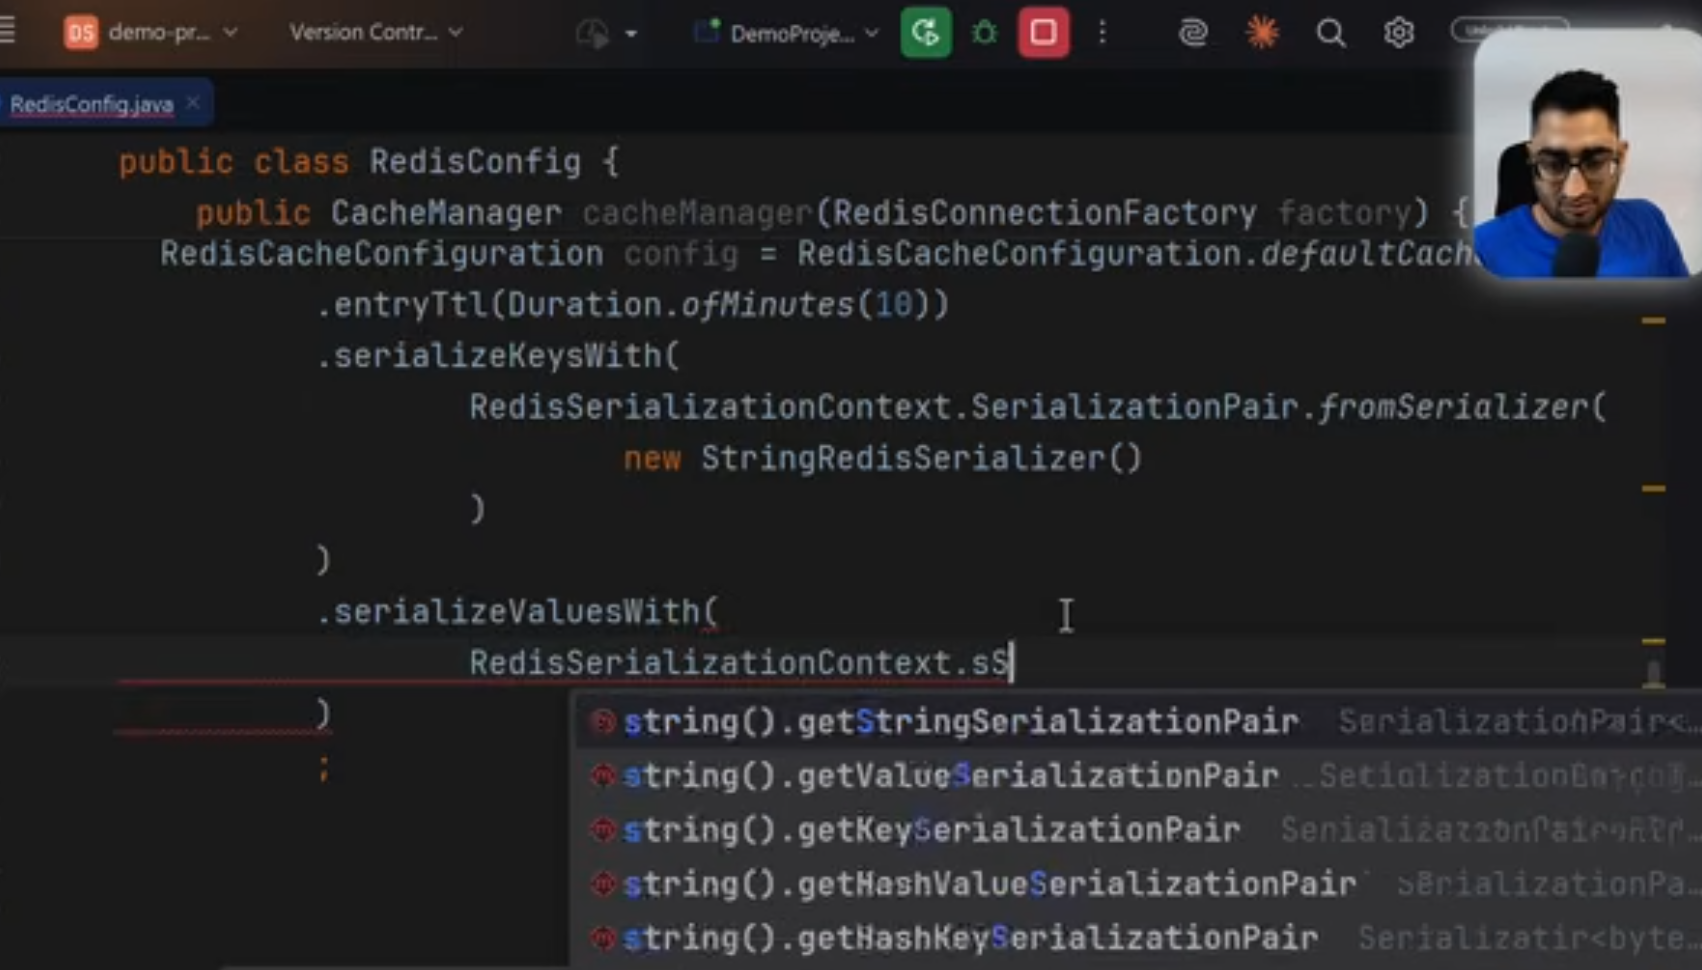 DS demo-pr... Version Contr... DemoProje...
RedisConfig.java
public class RedisConfig {
public CacheManager cacheManager(RedisConnectionFactory factory) {
RedisCacheConfiguration config = RedisCacheConfiguration.defaultCach
.entryTtl(Duration.ofMinutes(10))
.serializeKeysWith(
RedisSerializationContext.SerializationPair.fromSerializer(
new StringRedisSerializer()
)
)
.serializeValuesWith(
RedisSerializationContext.sS
)
;
string().getStringSerializationPair SerializationPair<...
string().getValueSerializationPair
string().getKeySerializationPair
string().getHashValueSerializationPair
string().getHashKeySerializationPair